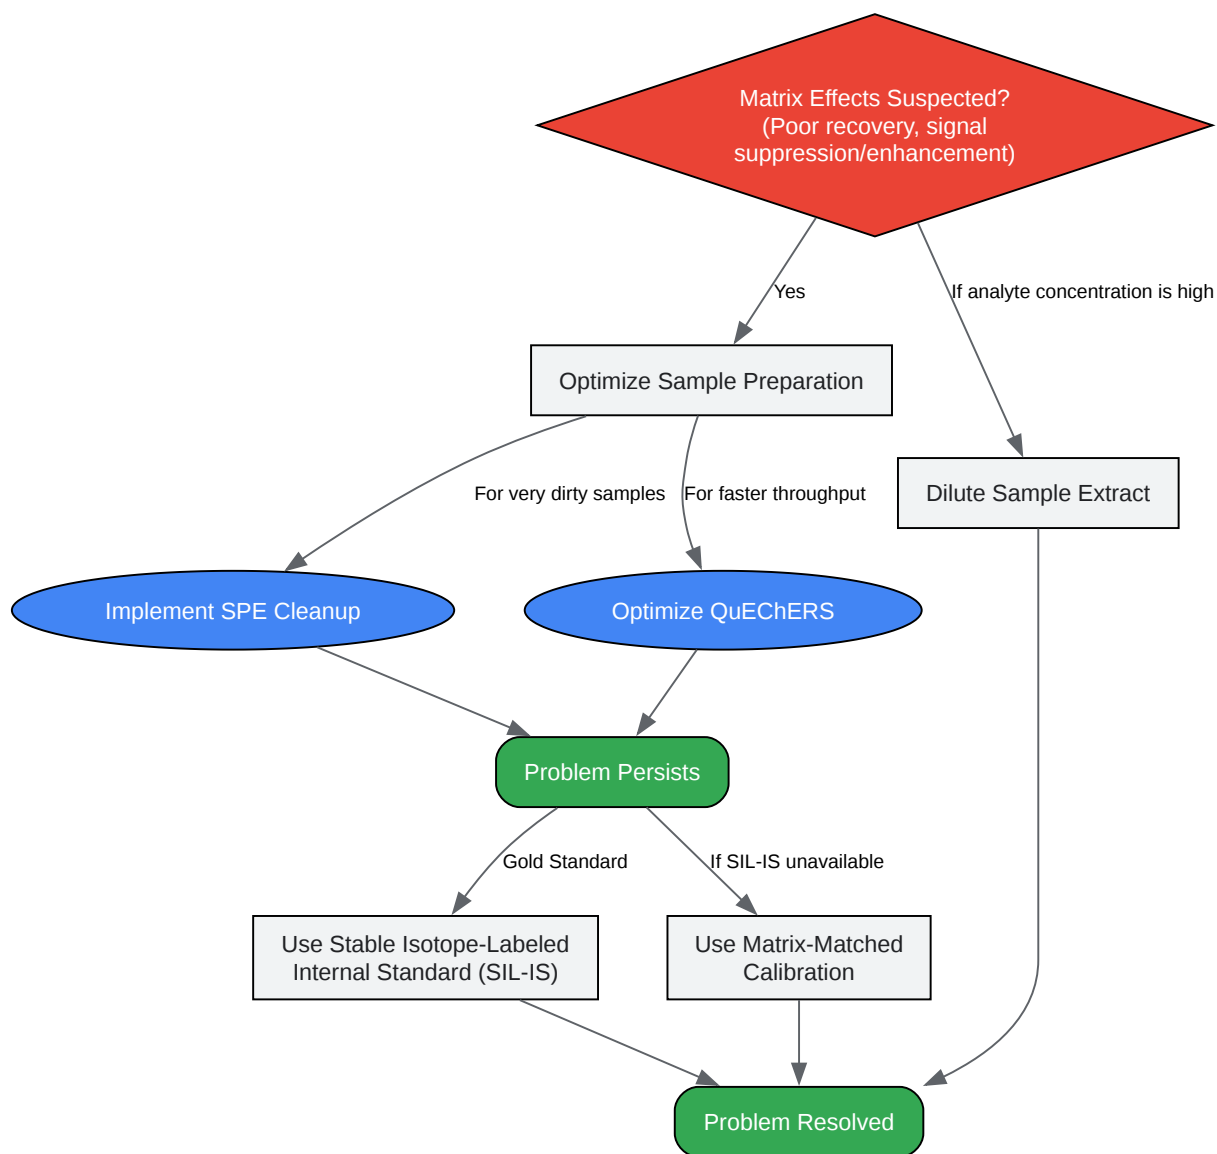 Matrix Effects Suspected?
(Poor recovery, signal
suppression/enhancement)
Yes
If analyte concentration is high
Optimize Sample Preparation
Dilute Sample Extract
For very dirty samples
For faster throughput
Implement SPE Cleanup
Optimize QuEChERS
Problem Persists
Gold Standard
If SIL-IS unavailable
Use Stable Isotope-Labeled
Internal Standard (SIL-IS)
Use Matrix-Matched
Calibration
Problem Resolved